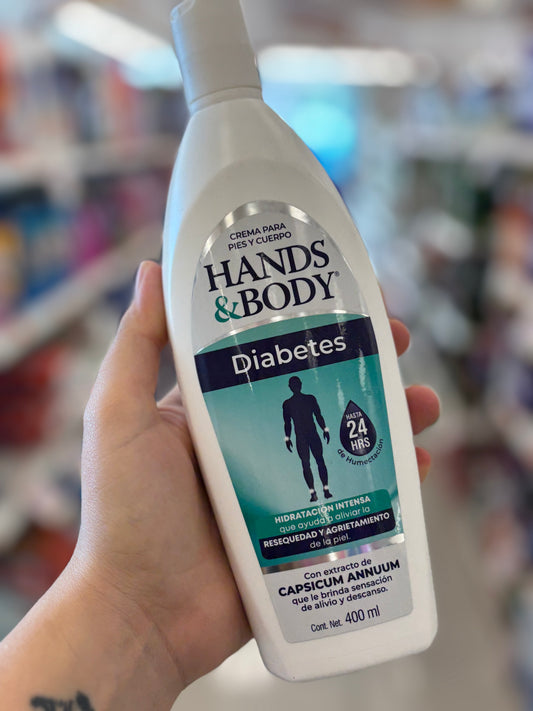 CREMA PARA
PIES Y CUERPO
HANDS
&BODY®
Diabetes
HASTA
24
HRS
de Humectación
HIDRATACIÓN INTENSA
que ayuda a aliviar la
RESEQUEDAD Y AGRIETAMIENTO
de la piel.
Con extracto de
CAPSICUM ANNUUM
que le brinda sensación
de alivio y descanso.
Cont. Net. 400 ml